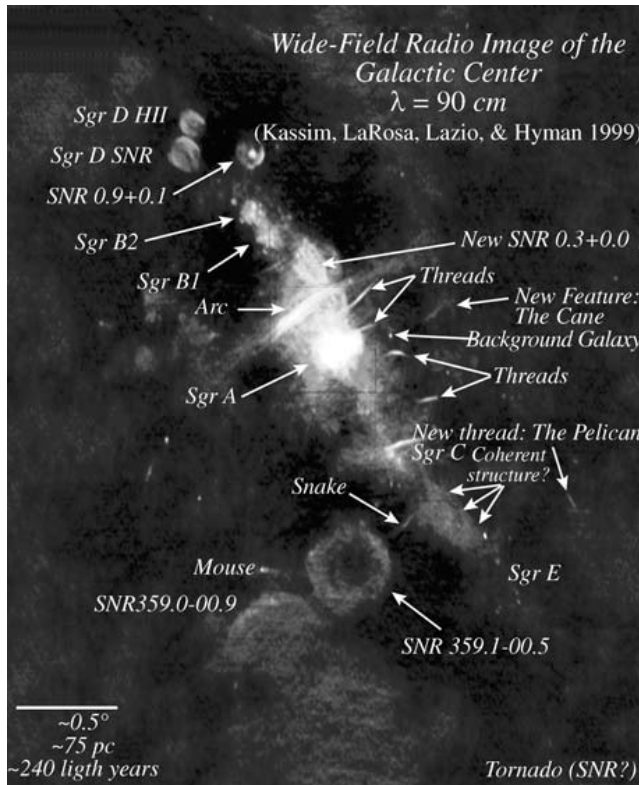 Wide-Field Radio Image of the
Galactic Center
λ = 90 cm
(Kassim, LaRosa, Lazio, & Hyman 1999)
Sgr D HII
Sgr D SNR
SNR 0.9+0.1
Sgr B2
Sgr B1
New SNR 0.3+0.0
Threads
Arc
New Feature:
The Cane
Background Galaxy
Sgr A
Threads
New thread: The Pelican
Sgr C
Coherent
structure?
Snake
Mouse
Sgr E
SNR359.0-00.9
SNR 359.1-00.5
~0.5°
~75 pc
~240 ligth years
Tornado (SNR?)